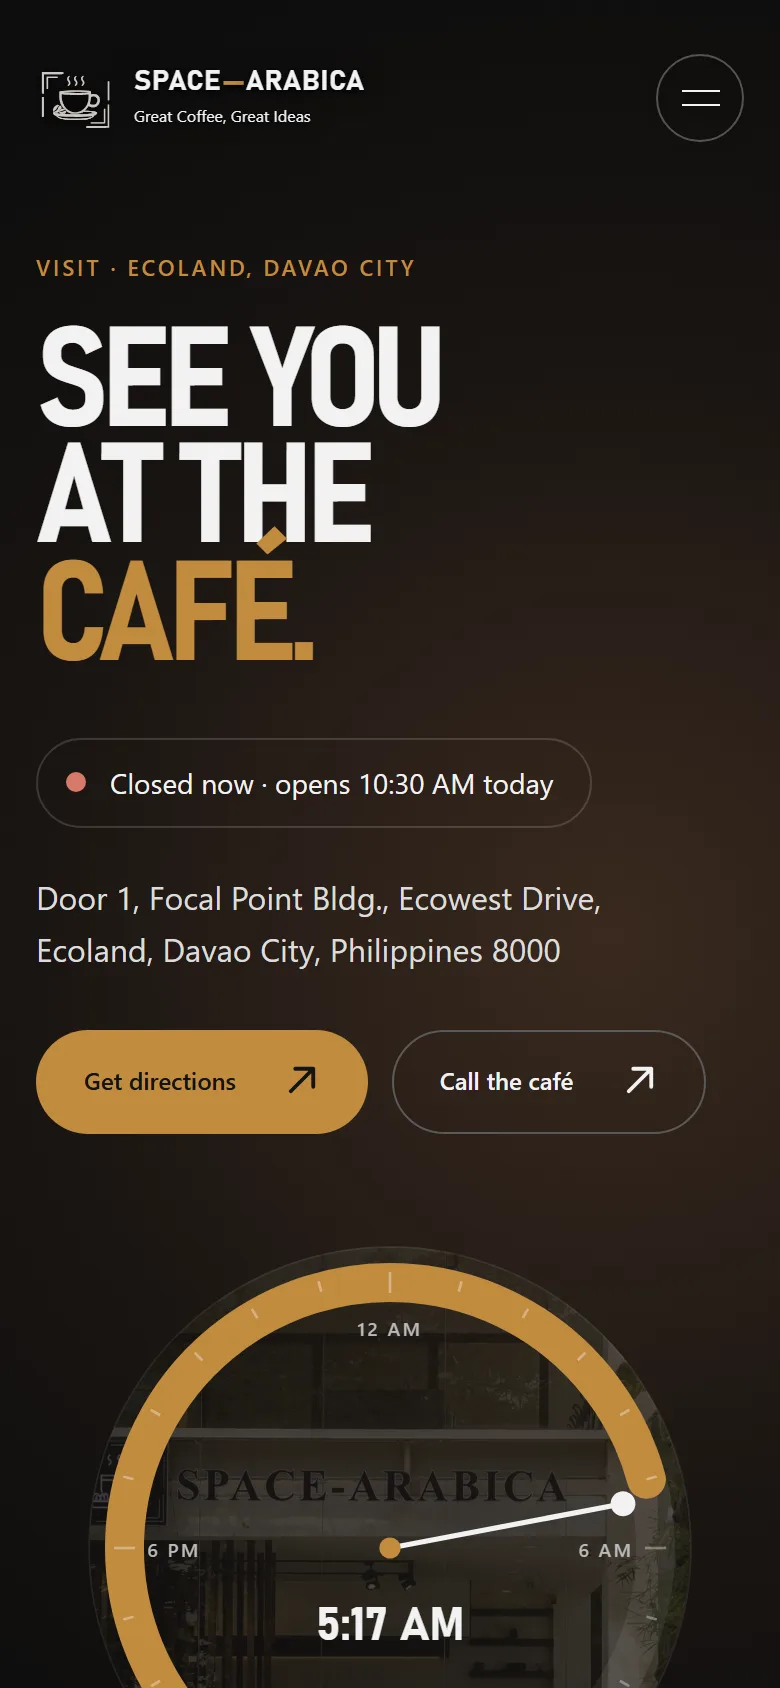 SPACE—ARABICA
Great Coffee, Great Ideas
VISIT · ECOLAND, DAVAO CITY
SEE YOU
AT THE
CAFÉ.
Closed now · opens 10:30 AM today
Door 1, Focal Point Bldg., Ecowest Drive,
Ecoland, Davao City, Philippines 8000
Get directions
Call the café
12 AM
SPACE-ARABICA
6 PM
6 AM
5:17 AM